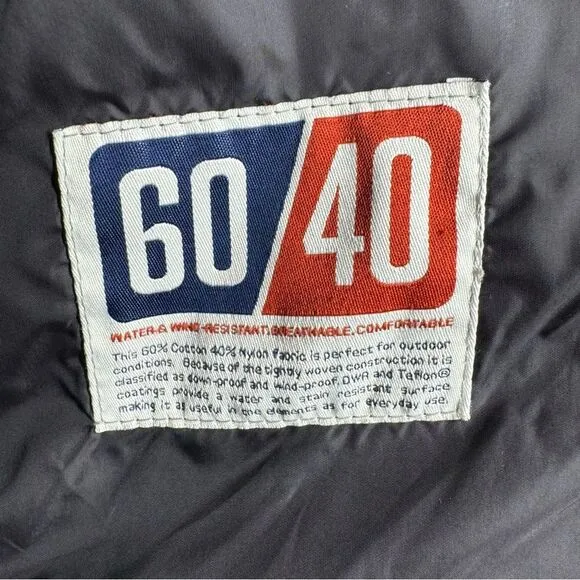 60/40
WATER & WIND-RESISTANT, BREATHABLE, COMFORTABLE
This 60% Cotton 40% Nylon fabric is perfect for outdoor
conditions. Because of the tightly woven construction it is
classified as down-proof and wind-proof. DWR and Teflon®
coatings provide a water and stain resistant surface
making it as useful in the elements as for everyday use.